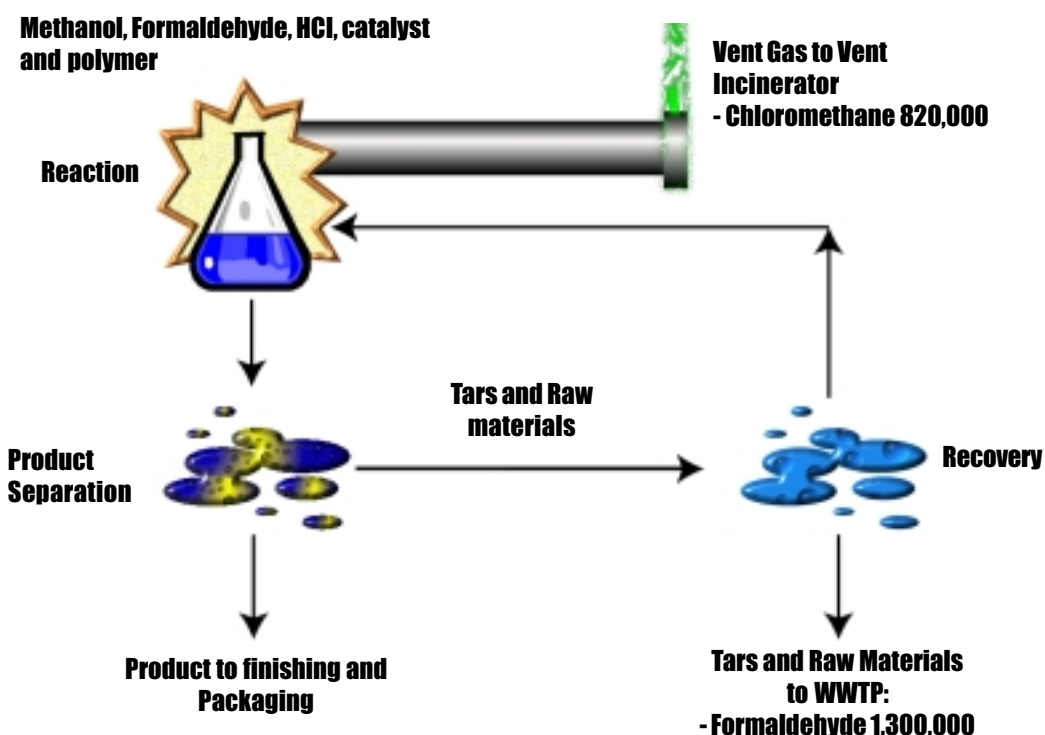 Methanol, Formaldehyde, HCl, catalyst
and polymer
Vent Gas to Vent
Incinerator
- Chloromethane 820,000
Reaction
Tars and Raw
materials
Product
Separation
Recovery
Product to finishing and
Packaging
Tars and Raw Materials
to WWTP:
- Formaldehyde 1,300,000